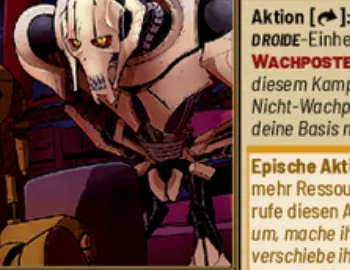 Aktion [
DROIDE-Einhe
WACHPOSTE
diesem Kamp
Nicht-Wachp
deine Basis n
Epische Akti
mehr Ressou
rufe diesen A
um, mache ih
verschiebe ih